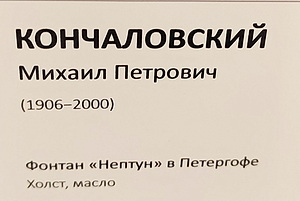 КОНЧАЛОВСКИЙ
Михаил Петрович
(1906–2000)
Фонтан «Нептун» в Петергофе
Холст, масло